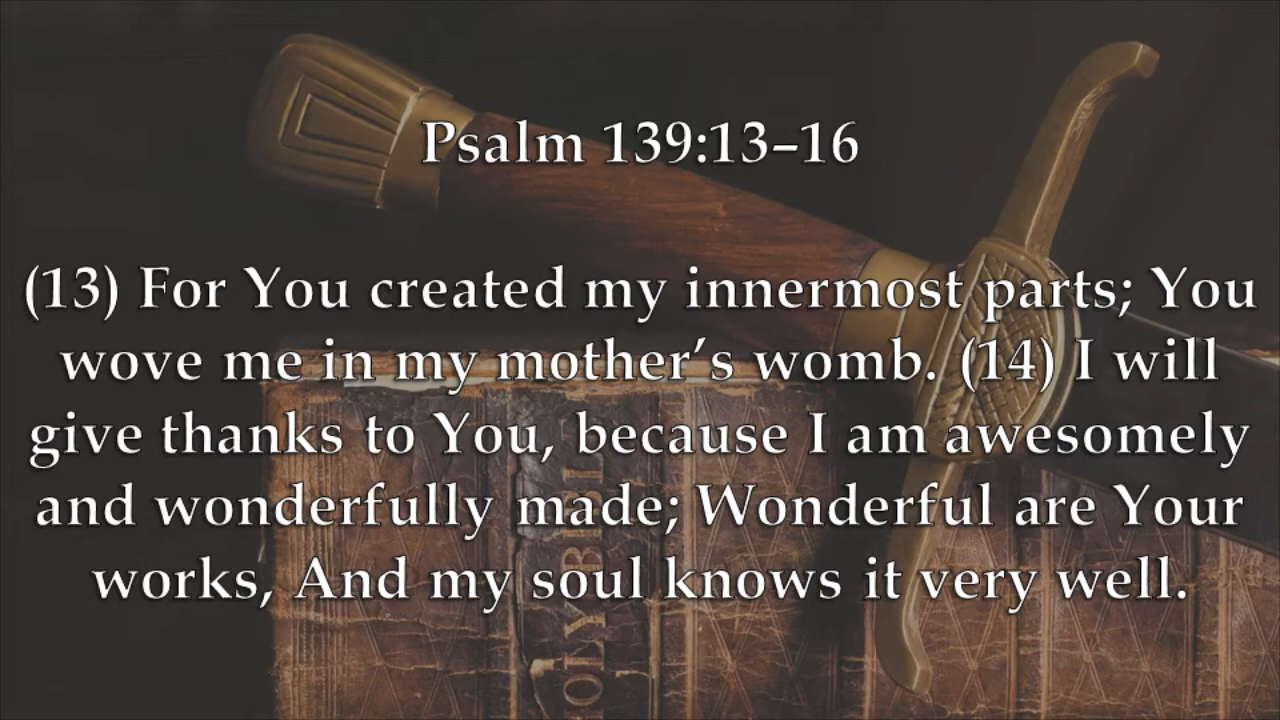 Psalm 139:13–16
(13) For You created my innermost parts; You
wove me in my mother’s womb. (14) I will
give thanks to You, because I am awesomely
and wonderfully made; Wonderful are Your
works, And my soul knows it very well.
HOLY BIBLE